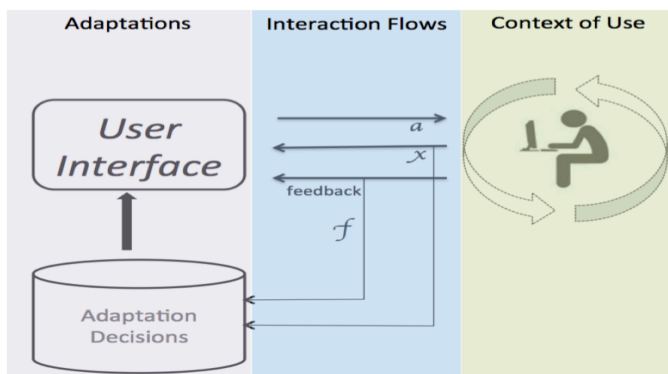 Adaptations
Interaction Flows
Context of Use
User
Interface
a
x
feedback
f
Adaptation
Decisions